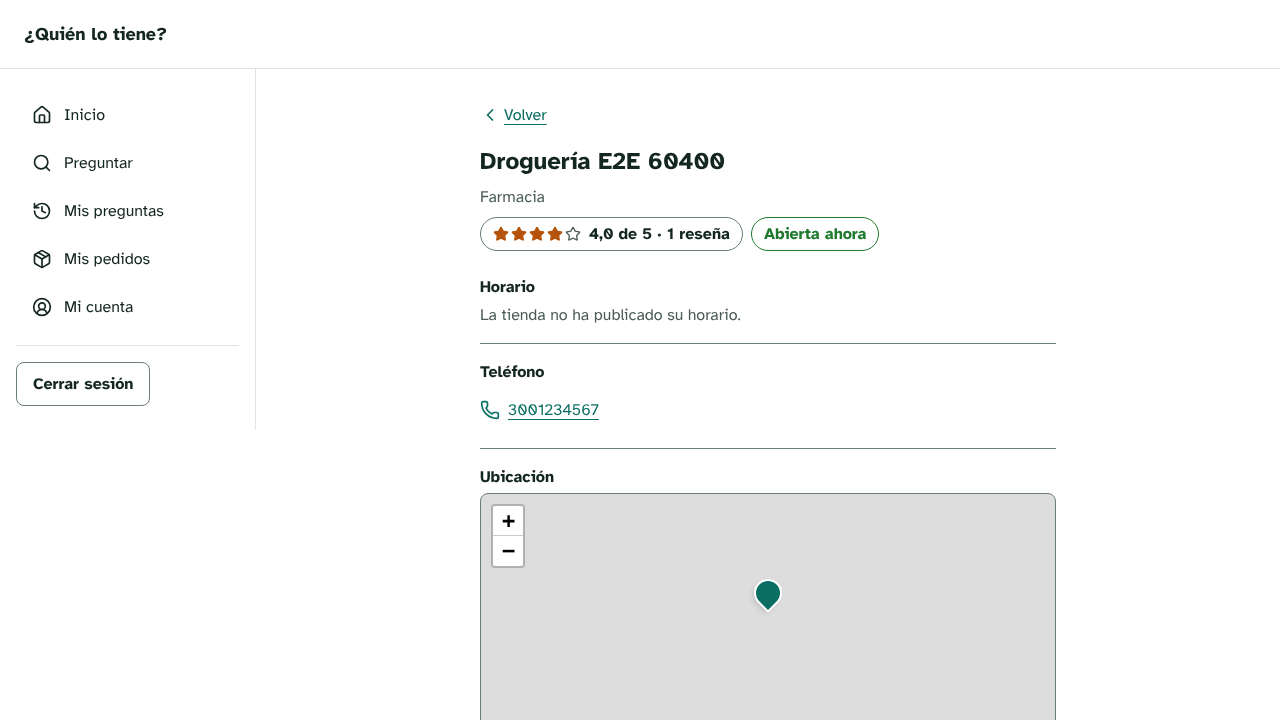 ¿Quién lo tiene?
Inicio
Preguntar
Mis preguntas
Mis pedidos
Mi cuenta
Cerrar sesión
Volver
Droguería E2E 60400
Farmacia
4,0 de 5 · 1 reseña
Abierta ahora
Horario
La tienda no ha publicado su horario.
Teléfono
3001234567
Ubicación
+
−